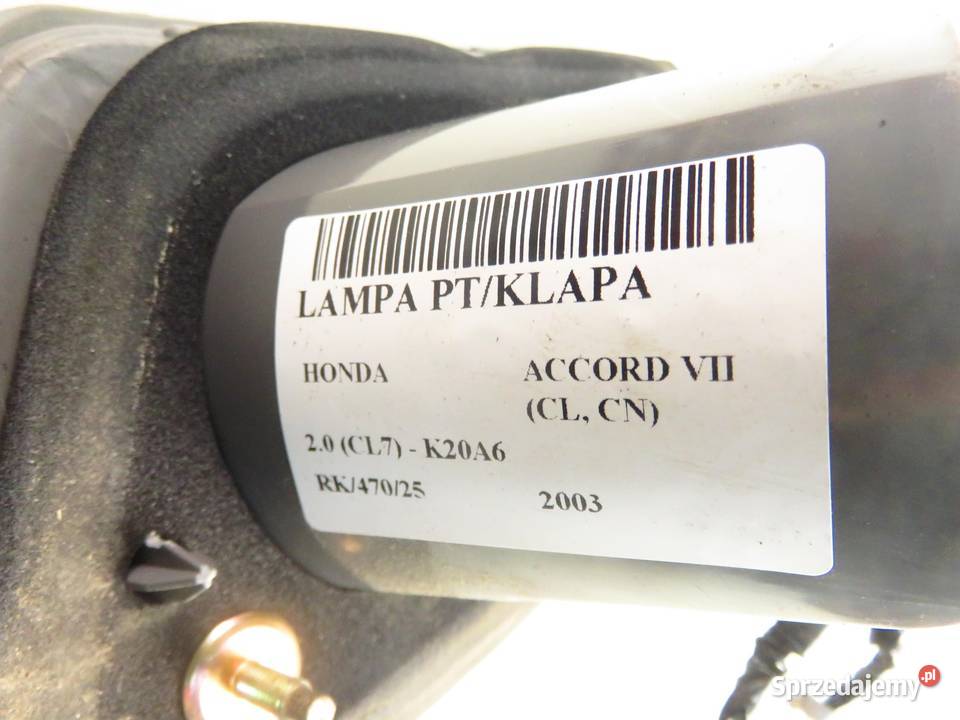 LAMPA PT/KLAPA
HONDA ACCORD VII
(CL, CN)
2.0 (CL7) - K20A6
RK/470/25 2003
Sprzedajemy.pl